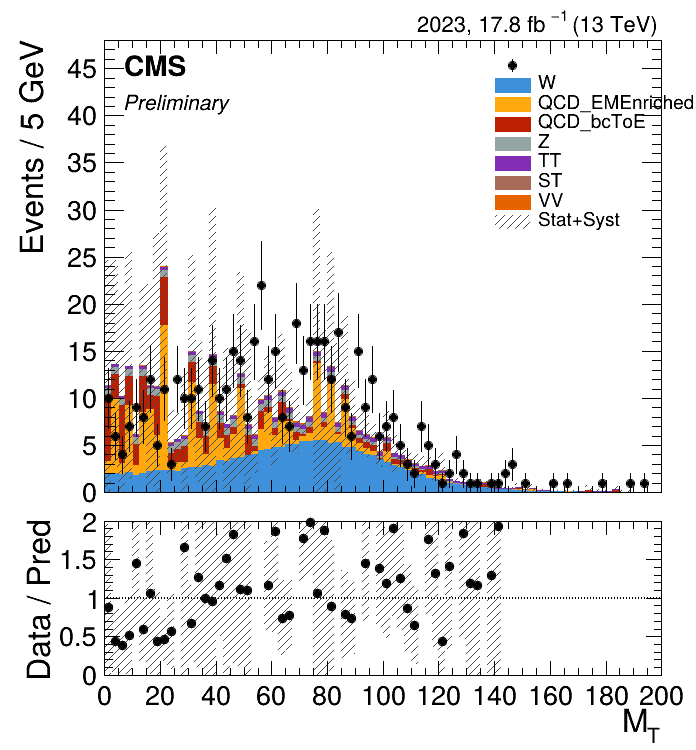 2023, 17.8 fb⁻¹ (13 TeV)
CMS
Preliminary
W
QCD_EMEnriched
QCD_bcToE
Z
TT
ST
VV
Stat+Syst
Events / 5 GeV
45
40
35
30
25
20
15
10
5
0
Data / Pred
2
1.5
1
0.5
0
0 20 40 60 80 100 120 140 160 180 200
M_T